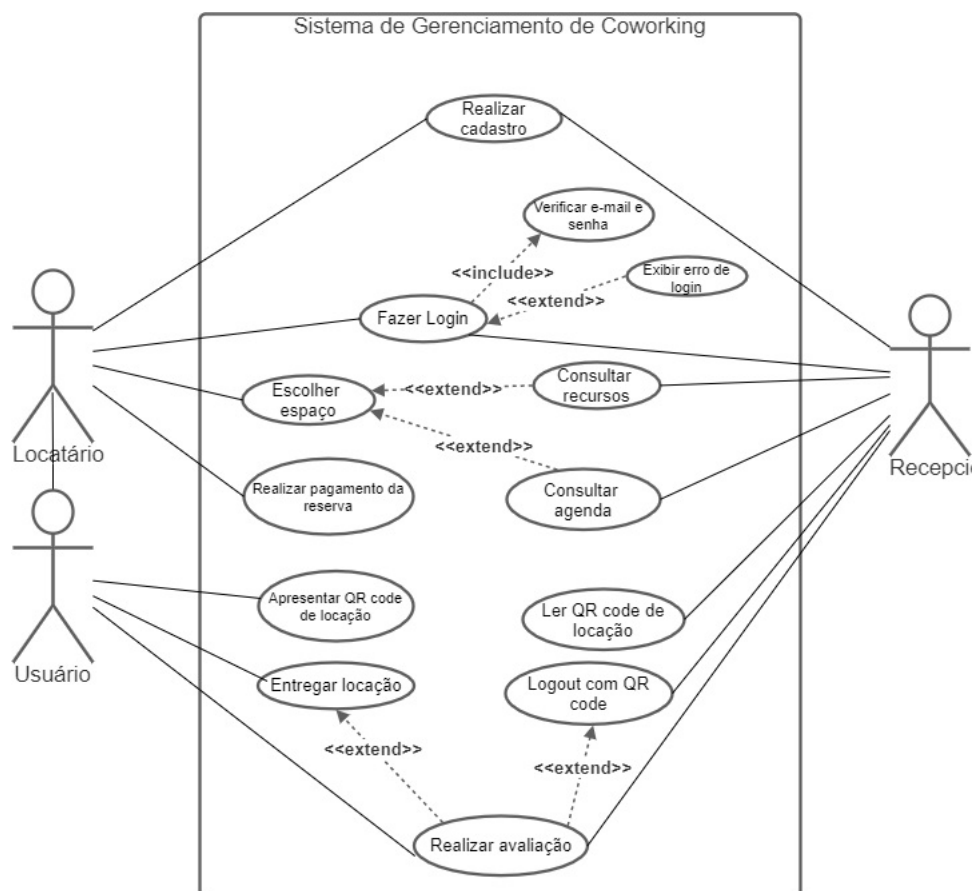 Sistema de Gerenciamento de Coworking
Realizar
cadastro
Verificar e-mail e
senha
<<include>>
Exibir erro de
login
<<extend>>
Fazer Login
Escolher
espaço
<<extend>>
Consultar
recursos
<<extend>>
Locatário
Recepci
Realizar pagamento da
reserva
Consultar
agenda
Apresentar QR code
de locação
Ler QR code de
locação
Usuário
Entregar locação
Logout com QR
code
<<extend>>
<<extend>>
Realizar avaliação